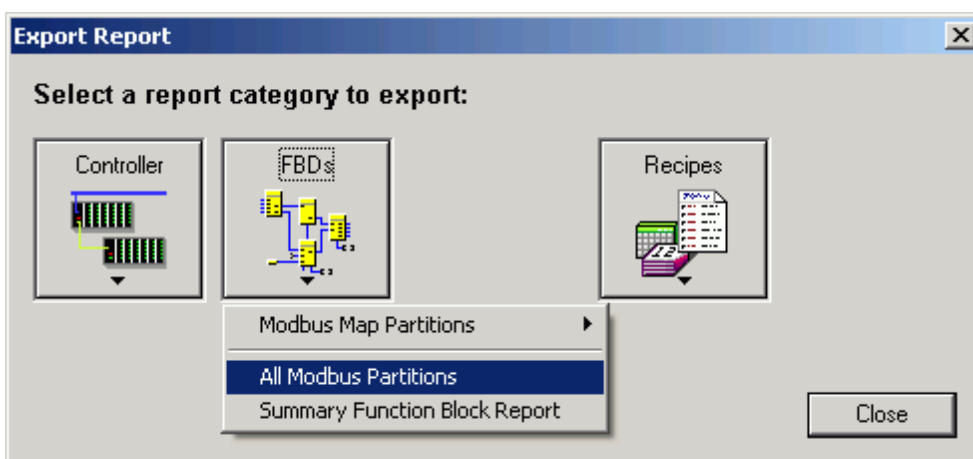 Export Report
Select a report category to export:
Controller
FBDs
Recipes
Modbus Map Partitions
All Modbus Partitions
Summary Function Block Report
Close